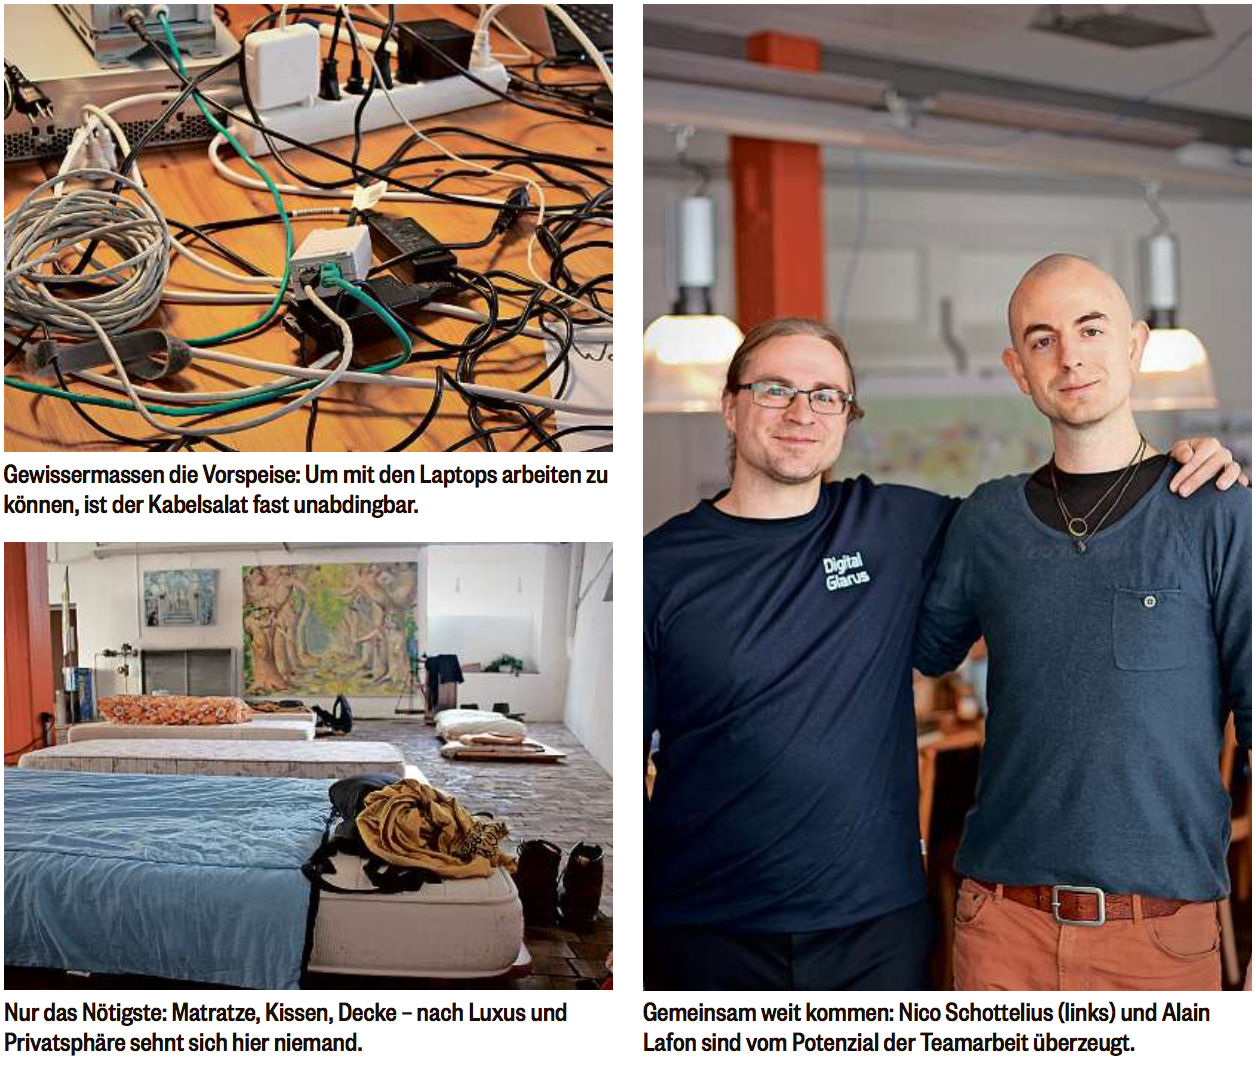 Gewissermassen die Vorspeise: Um mit den Laptops arbeiten zu
können, ist der Kabelsalat fast unabdingbar.
Nur das Nötigste: Matratze, Kissen, Decke – nach Luxus und
Privatsphäre sehnt sich hier niemand.
Digital
Glarus
Gemeinsam weit kommen: Nico Schottelius (links) und Alain
Lafon sind vom Potenzial der Teamarbeit überzeugt.